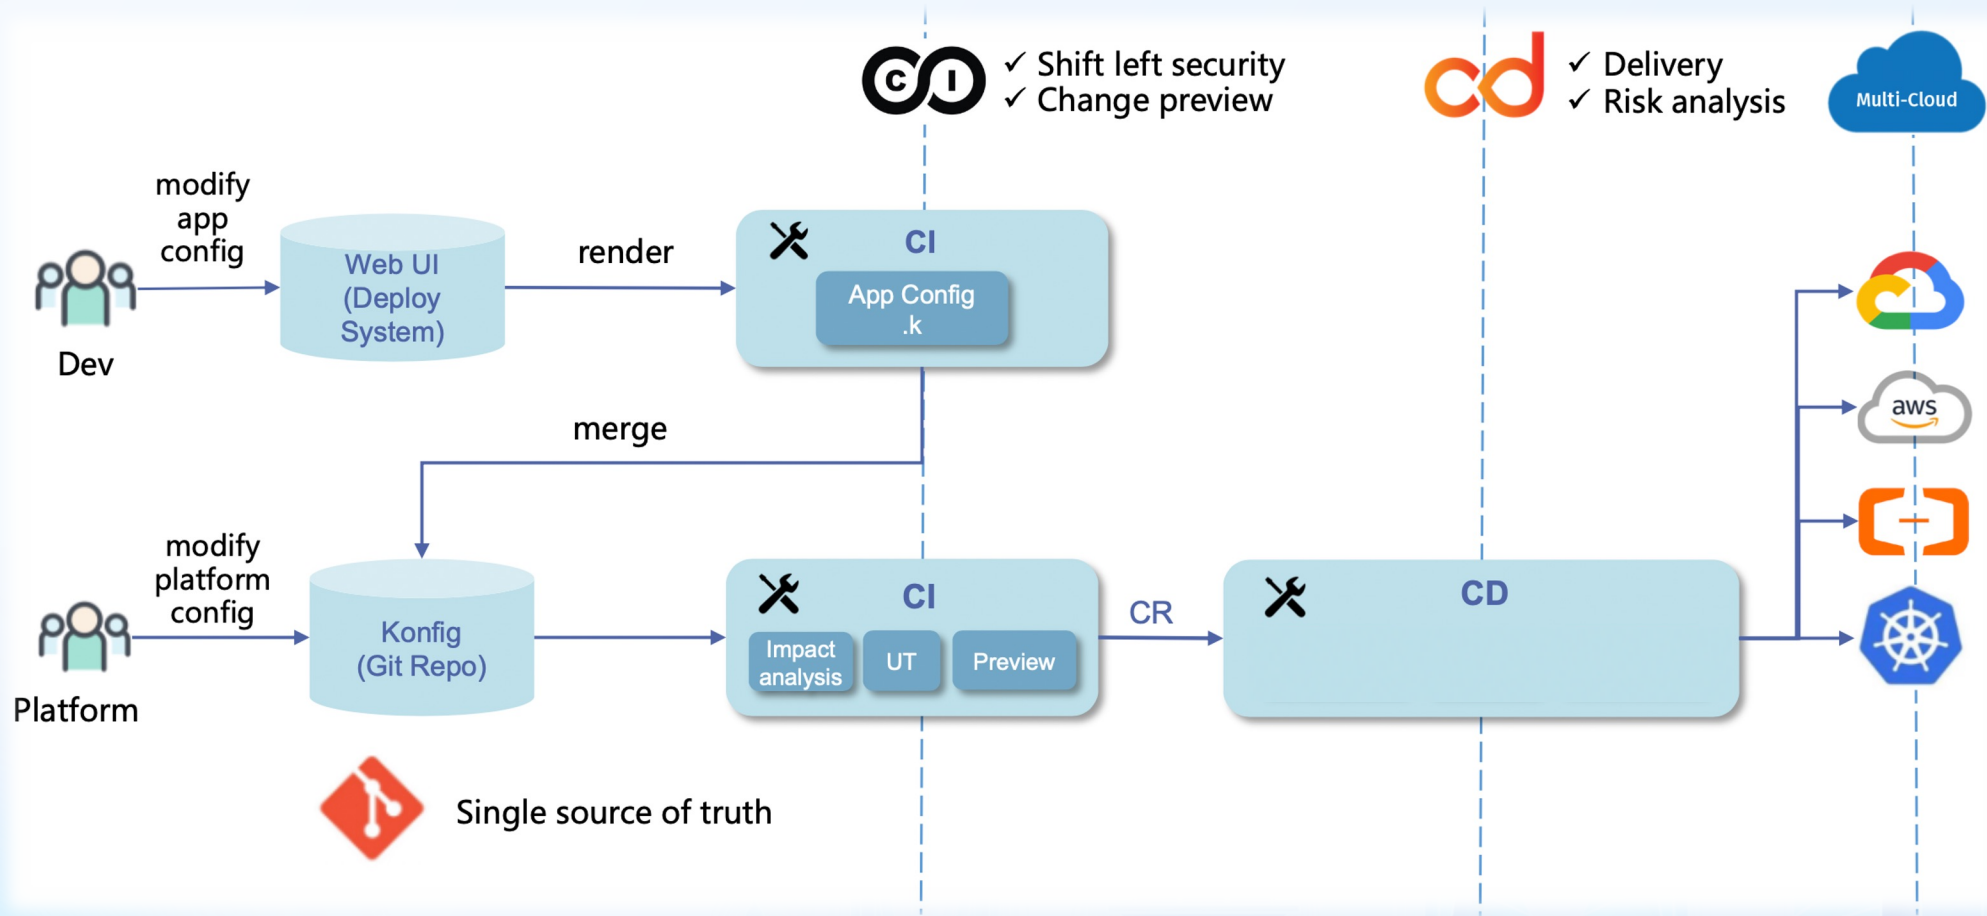 C I
✓ Shift left security
✓ Change preview
cd
✓ Delivery
✓ Risk analysis
Multi-Cloud
modify
app
config
Dev
Web UI
(Deploy
System)
render
CI
App Config
.k
aws
merge
modify
platform
config
Platform
Konfig
(Git Repo)
CI
Impact
analysis
UT
Preview
CR
CD
Single source of truth